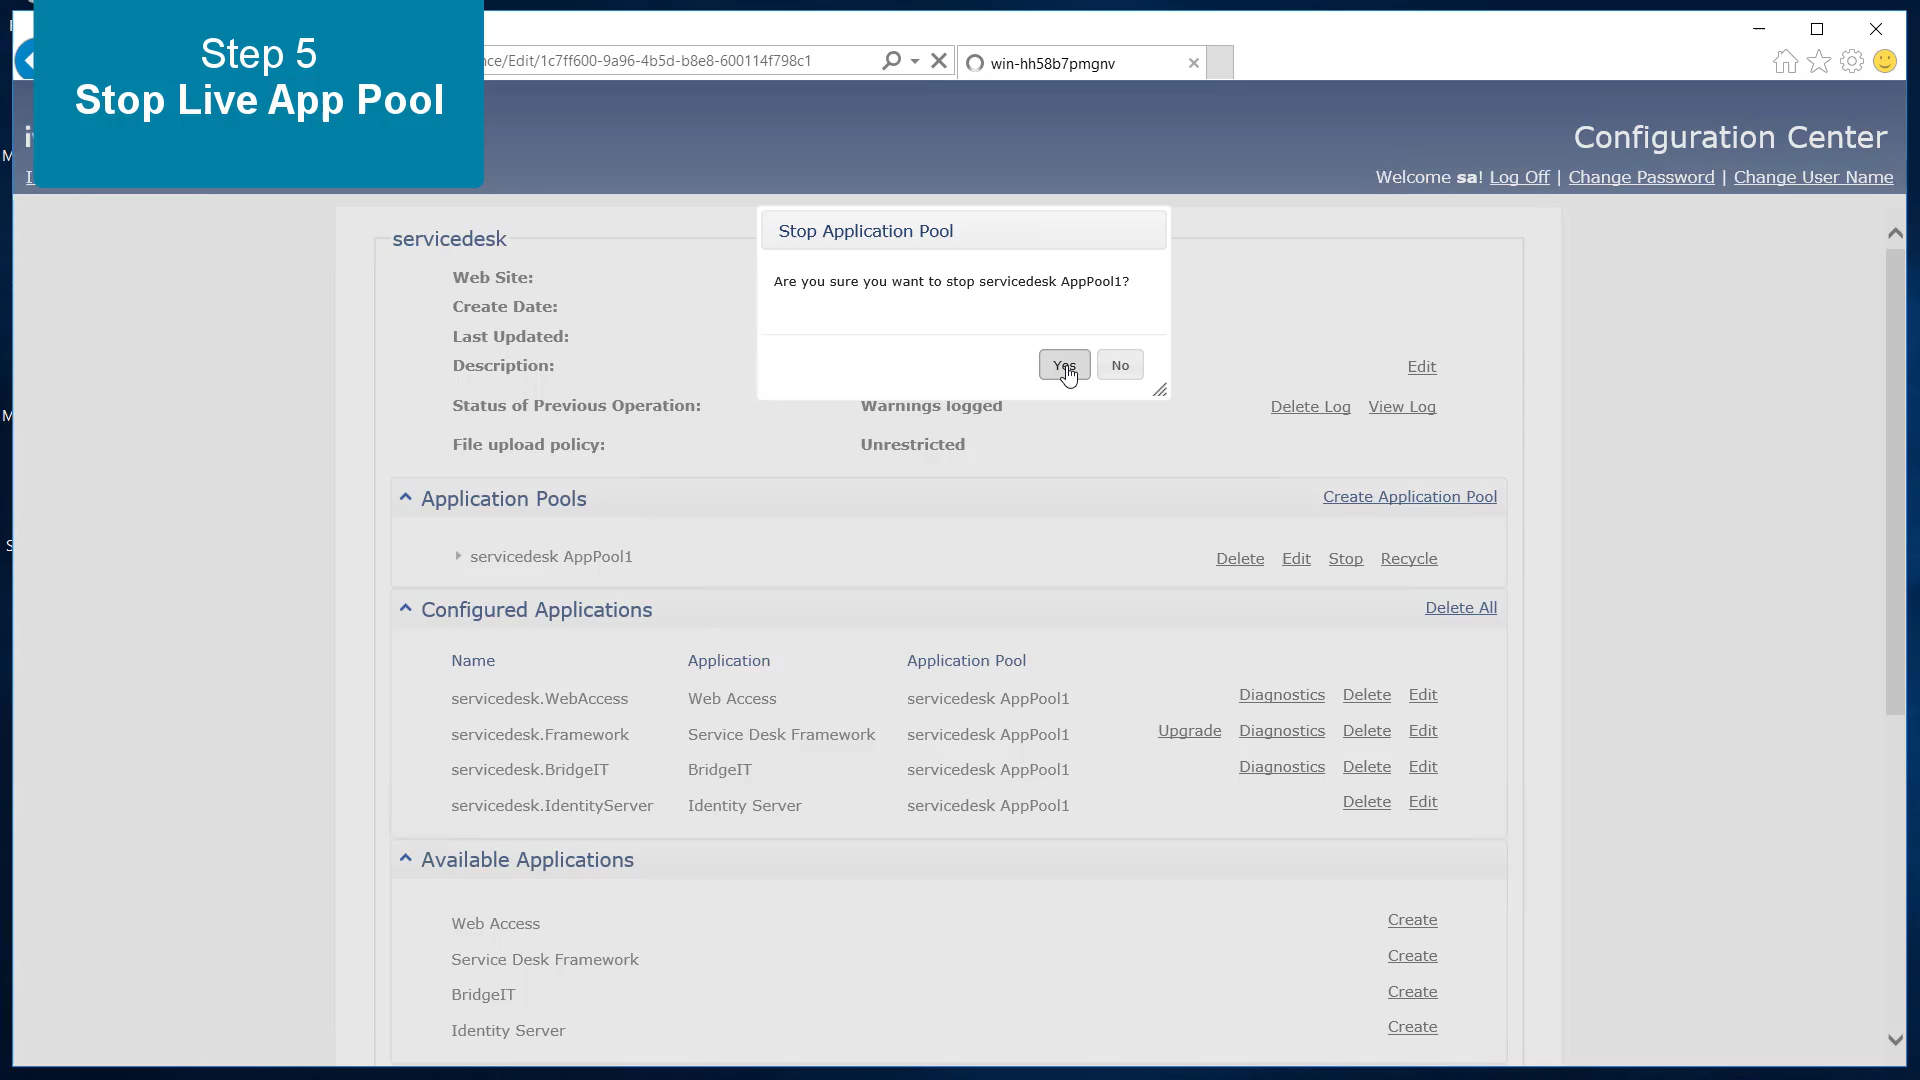 Step 5
Stop Live App Pool
nce/Edit/1c7ff600-9a96-4b5d-b8e8-600114f798c1
win-hh58b7pmgnv
Configuration Center
Welcome sa! Log Off | Change Password | Change User Name
servicedesk
Web Site:
Create Date:
Last Updated:
Description:
Edit
Status of Previous Operation:
Warnings logged
Delete Log View Log
File upload policy:
Unrestricted
Stop Application Pool
Are you sure you want to stop servicedesk AppPool1?
Yes No
Application Pools
Create Application Pool
servicedesk AppPool1
Delete Edit Stop Recycle
Configured Applications
Delete All
Name Application Application Pool
servicedesk.WebAccess Web Access servicedesk AppPool1 Diagnostics Delete Edit
servicedesk.Framework Service Desk Framework servicedesk AppPool1 Upgrade Diagnostics Delete Edit
servicedesk.BridgeIT BridgeIT servicedesk AppPool1 Diagnostics Delete Edit
servicedesk.IdentityServer Identity Server servicedesk AppPool1 Delete Edit
Available Applications
Web Access Create
Service Desk Framework Create
BridgeIT Create
Identity Server Create